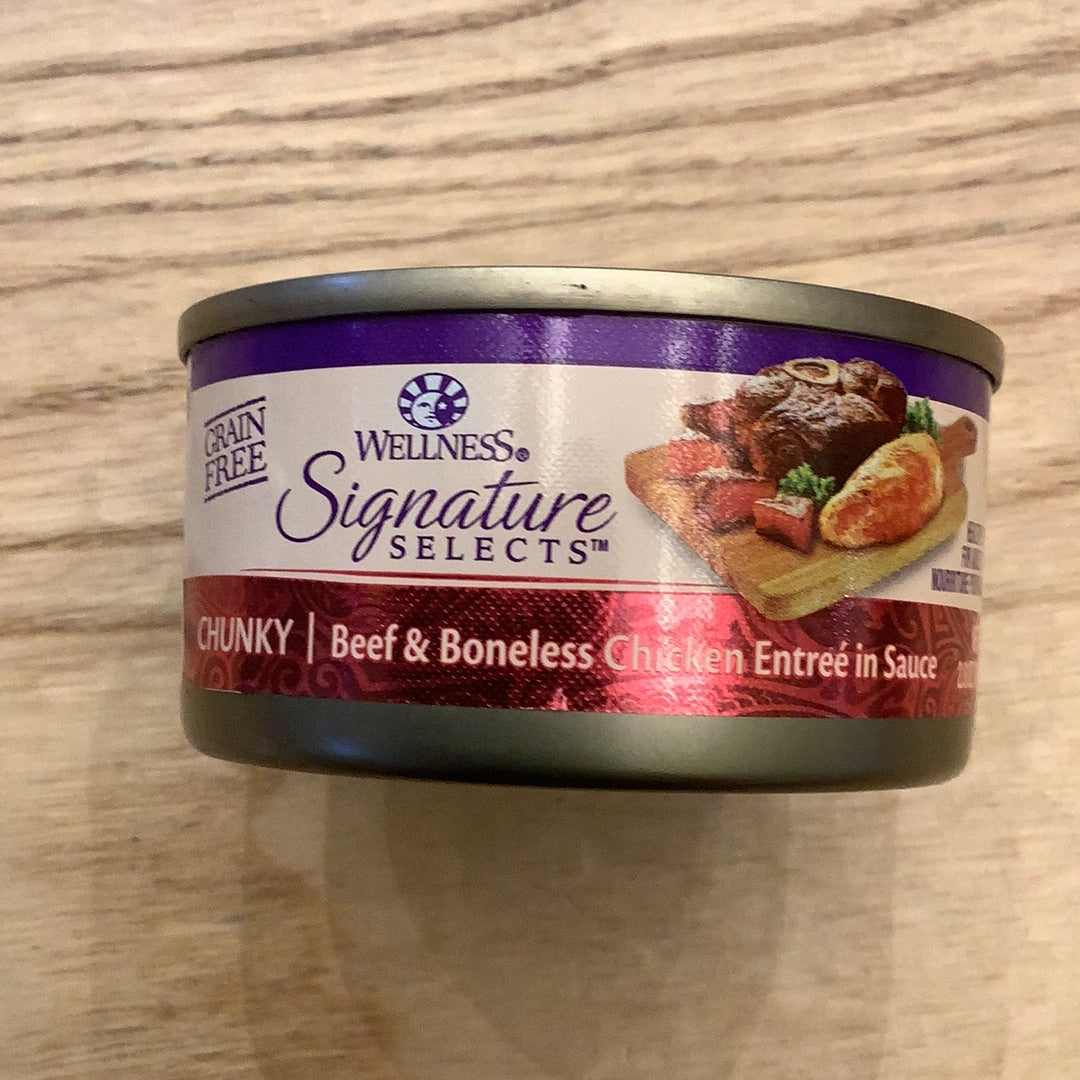 GRAIN
FREE
WELLNESS®
Signature
SELECTS™
CHUNKY | Beef & Boneless Chicken Entreé in Sauce